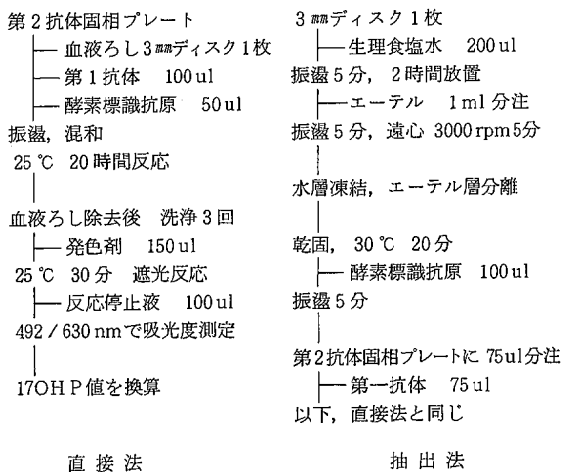 第2抗体固相プレート
血液ろし3mmディスク1枚
第1抗体 100ul
酵素標識抗原 50ul
振盪,混和
25℃ 20時間反応
血液ろし除去後 洗浄3回
発色剤 150ul
25℃ 30分 遮光反応
反応停止液 100ul
492/630nmで吸光度測定
17OHP値を換算
直接法
3mmディスク1枚
生理食塩水 200ul
振盪5分,2時間放置
エーテル 1ml分注
振盪5分,遠心 3000rpm5分
水層凍結,エーテル層分離
乾固,30℃ 20分
酵素標識抗原 100ul
振盪5分
第2抗体固相プレートに75ul分注
第一抗体 75ul
以下,直接法と同じ
抽出法